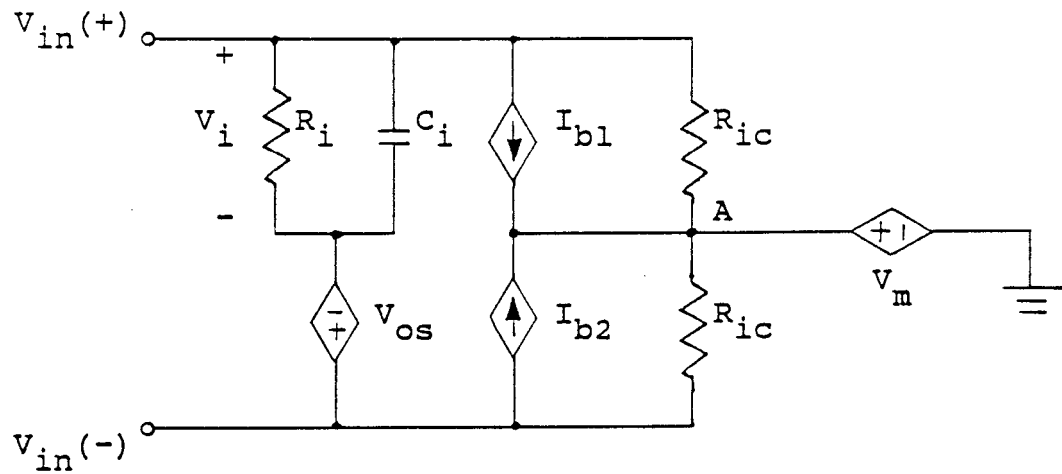 V_in(+)
+
V_i
R_i
C_i
I_b1
R_ic
-
A
+ -
V_m
- +
V_os
I_b2
R_ic
V_in(-)